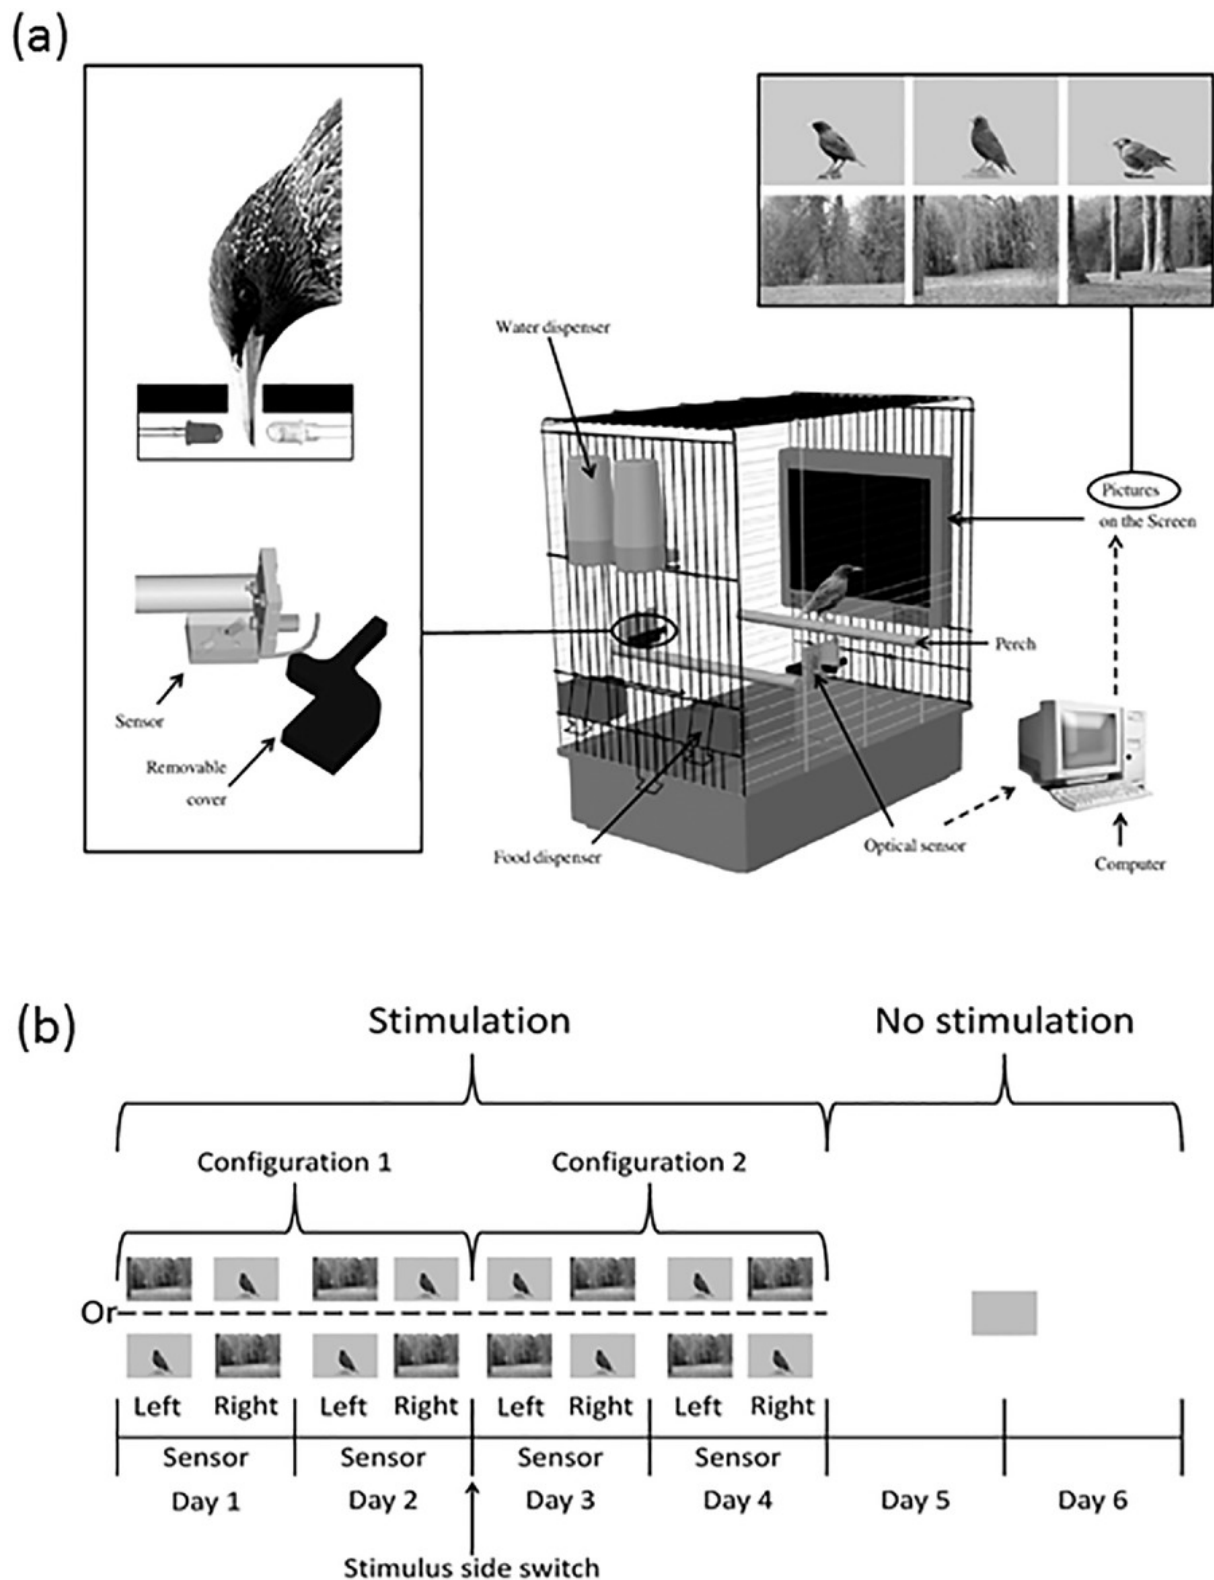 (a)
Water dispenser
Pictures
on the Screen
Perch
Sensor
Removable
cover
Food dispenser
Optical sensor
Computer
(b)
Stimulation
No stimulation
Configuration 1
Configuration 2
Or
Left Right Left Right Left Right Left Right
Sensor Sensor Sensor Sensor
Day 1 Day 2 Day 3 Day 4 Day 5 Day 6
Stimulus side switch